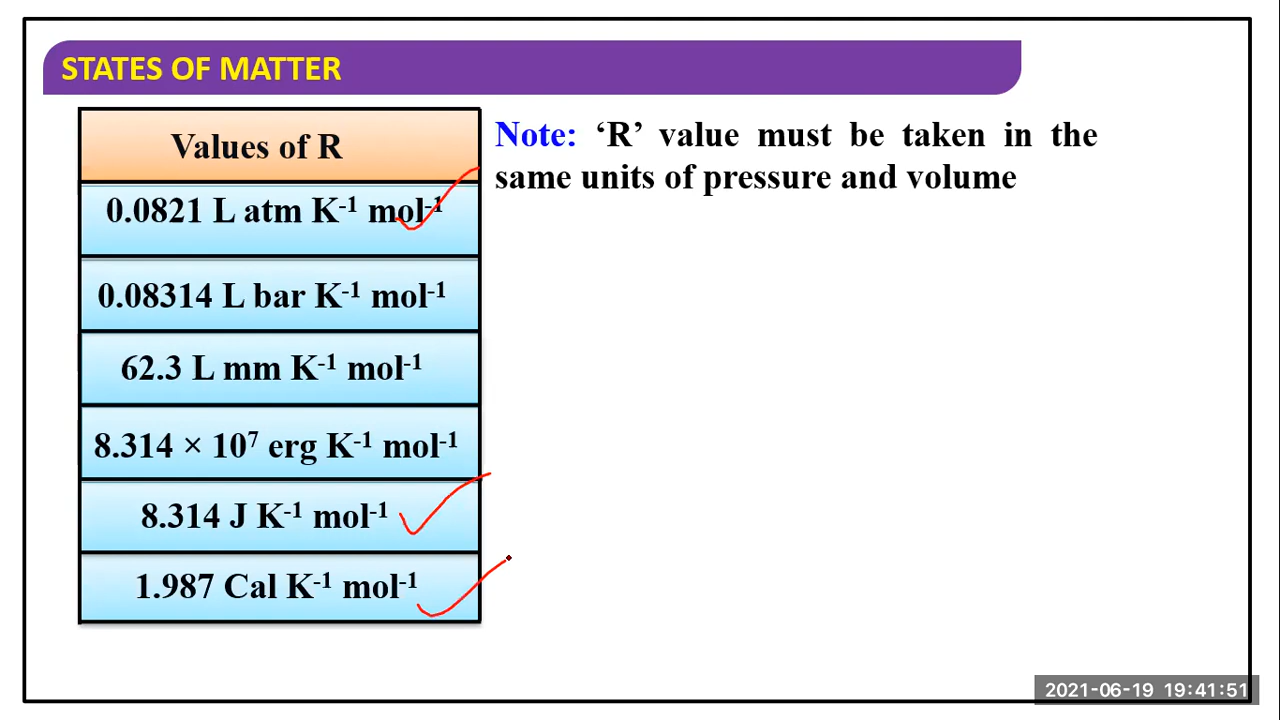 STATES OF MATTER
Values of R
0.0821 L atm K⁻¹ mol⁻¹
0.08314 L bar K⁻¹ mol⁻¹
62.3 L mm K⁻¹ mol⁻¹
8.314 × 10⁷ erg K⁻¹ mol⁻¹
8.314 J K⁻¹ mol⁻¹
1.987 Cal K⁻¹ mol⁻¹
Note: ‘R’ value must be taken in the
same units of pressure and volume
2021-06-19 19:41:51